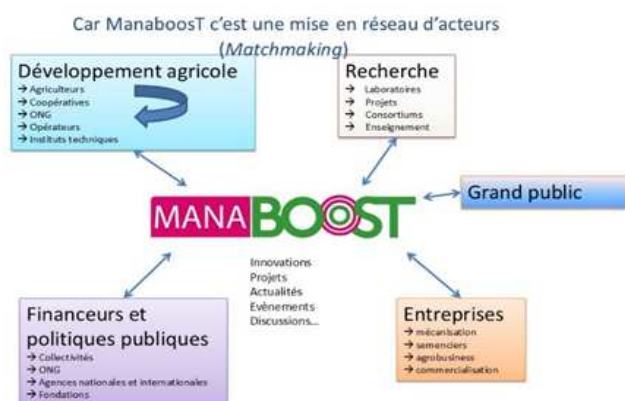 Car ManaboosT c'est une mise en réseau d'acteurs
(Matchmaking)
Développement agricole
→ Agriculteurs
→ Coopératives
→ ONG
→ Opérateurs
→ Instituts techniques
Recherche
→ Laboratoires
→ Projets
→ Consortiums
→ Enseignement
Grand public
MANABOOST
Innovations
Projets
Actualités
Evènements
Discussions...
Financeurs et
politiques publiques
→ Collectivités
→ ONG
→ Agences nationales et internationales
→ Fondations
Entreprises
→ mécanisation
→ semenciers
→ agrobusiness
→ commercialisation